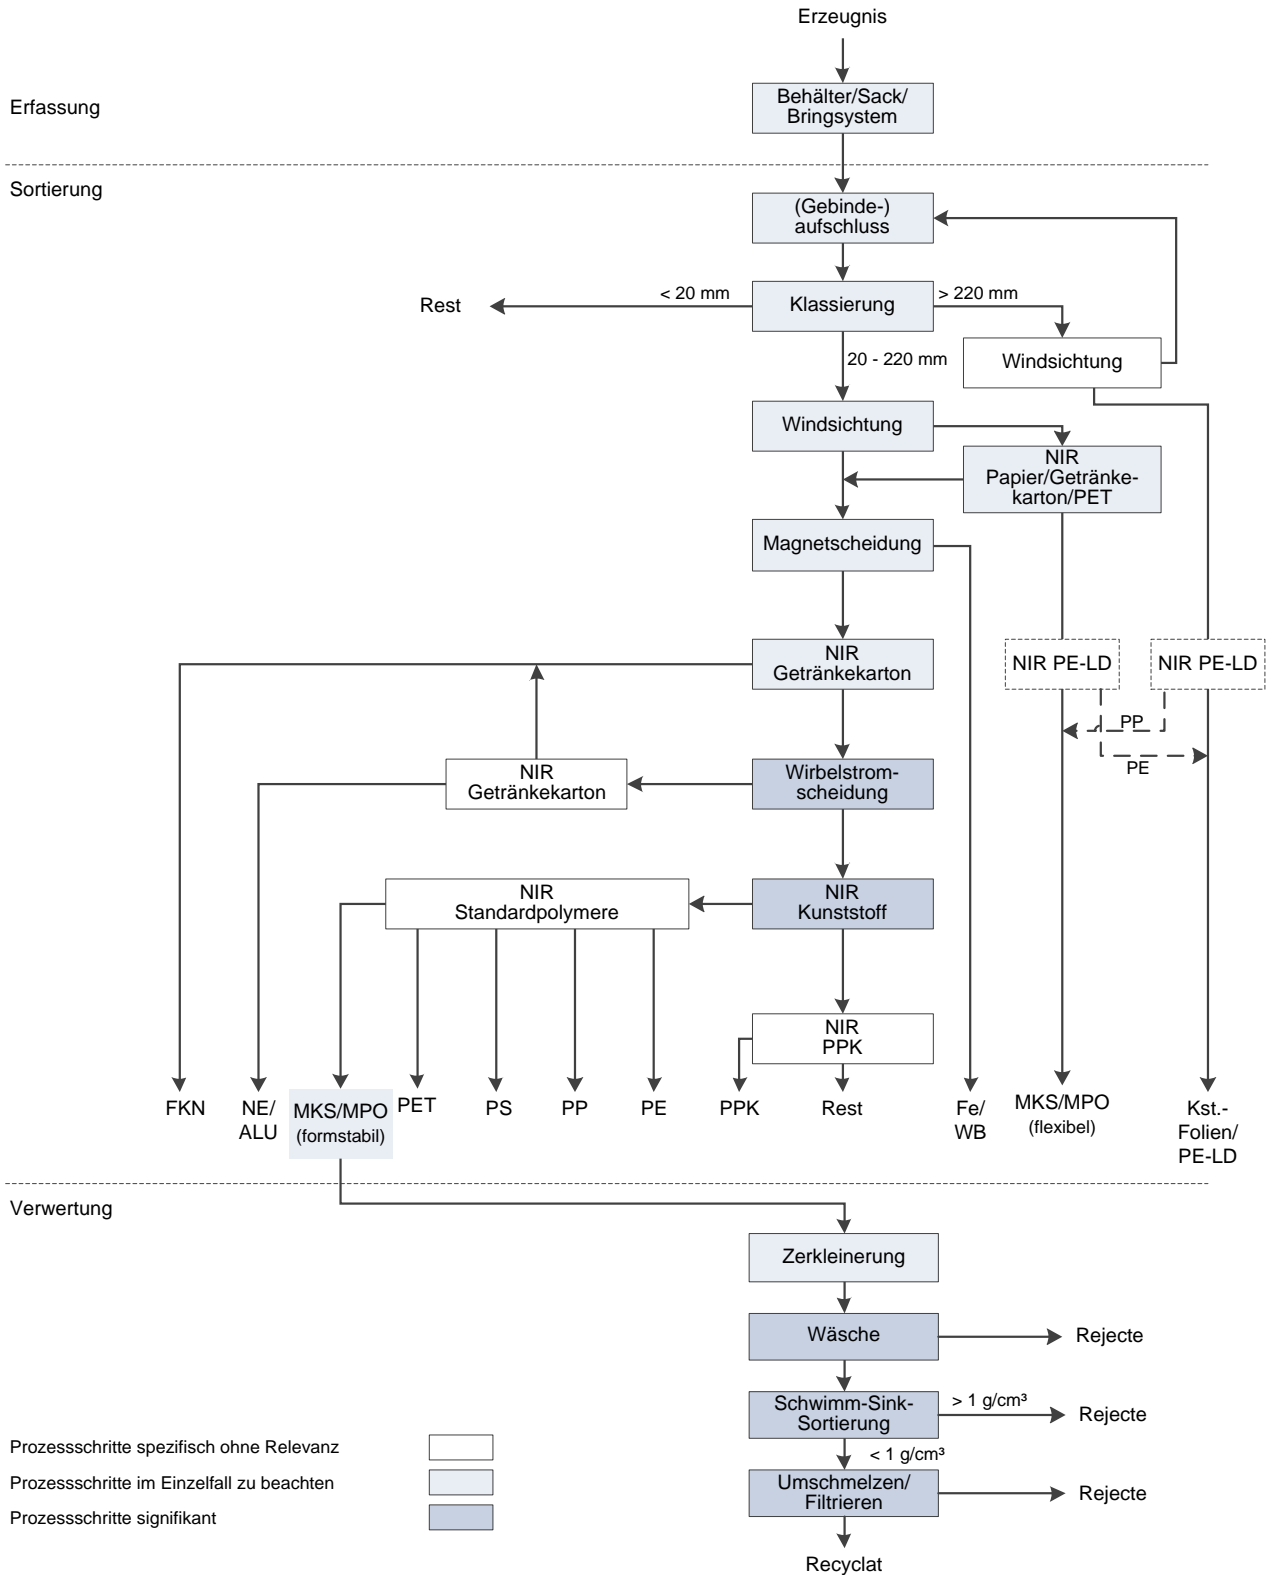 Erzeugnis
Erfassung
Behälter/Sack/
Bringsystem
Sortierung
(Gebinde-)
aufschluss
Rest
< 20 mm
Klassierung
> 220 mm
20 - 220 mm
Windsichtung
Windsichtung
NIR
Papier/Getränke-
karton/PET
Magnetscheidung
NIR
Getränkekarton
NIR PE-LD
NIR PE-LD
PP
PE
NIR
Getränkekarton
Wirbelstrom-
scheidung
NIR
Standardpolymere
NIR
Kunststoff
NIR
PPK
FKN
NE/
ALU
MKS/MPO
(formstabil)
PET
PS
PP
PE
PPK
Rest
Fe/
WB
MKS/MPO
(flexibel)
Kst.-
Folien/
PE-LD
Verwertung
Zerkleinerung
Wäsche
Rejecte
Schwimm-Sink-
Sortierung
> 1 g/cm³
Rejecte
< 1 g/cm³
Umschmelzen/
Filtrieren
Rejecte
Recyclat
Prozessschritte spezifisch ohne Relevanz
Prozessschritte im Einzelfall zu beachten
Prozessschritte signifikant